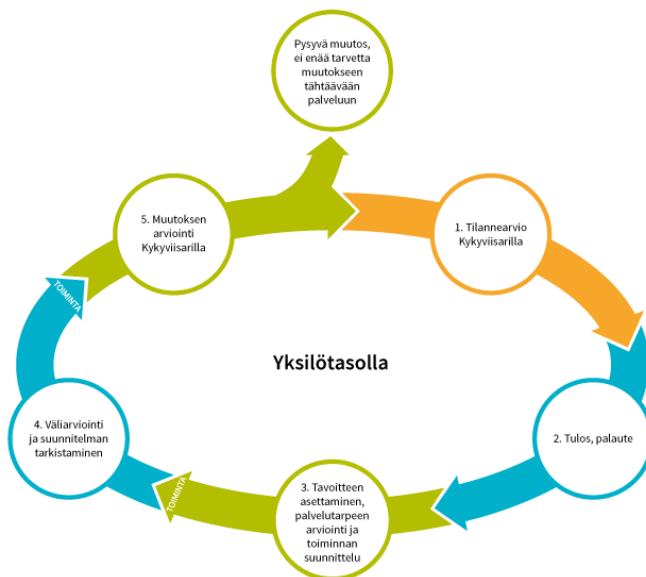 Pysyvä muutos,
ei enää tarvetta
muutokseen
tähtäävään
palveluun
1. Tilannearvio
Kykyviisarilla
2. Tulos, palaute
3. Tavoitteen
asettaminen,
palvelutarpeen
arviointi ja
toiminnan
suunnittelu
TOIMINTA
4. Väliarviointi
ja suunnitelman
tarkistaminen
TOIMINTA
5. Muutoksen
arviointi
Kykyviisarilla
Yksilötasolla